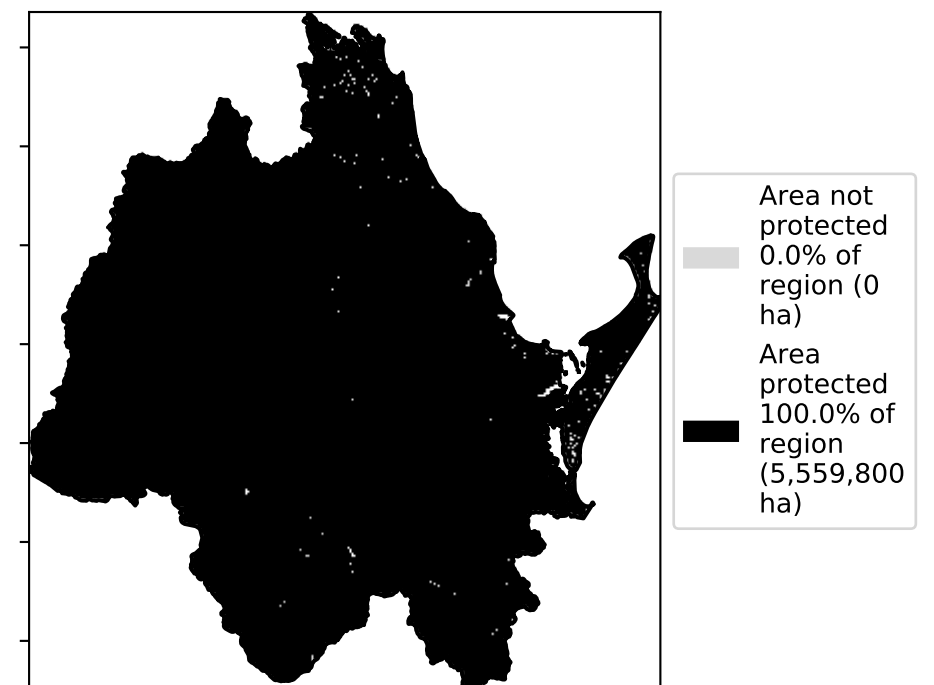 Area not
protected
0.0% of
region (0
ha)
Area
protected
100.0% of
region
(5,559,800
ha)